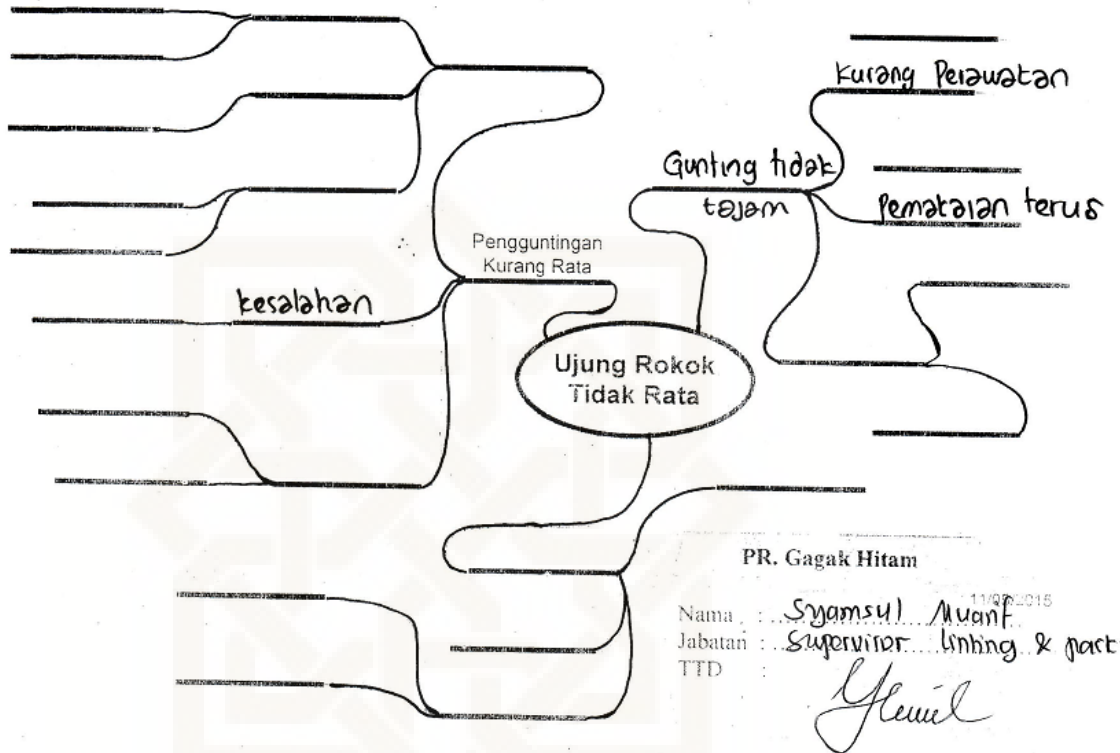 kurang Perawatan
Gunting tidak
tajam
Pemakaian terus
Pengguntingan
Kurang Rata
kesalahan
Ujung Rokok
Tidak Rata
PR. Gagak Hitam
Nama : Syamsul
Jabatan : Supervisor linting & pack
TTD :